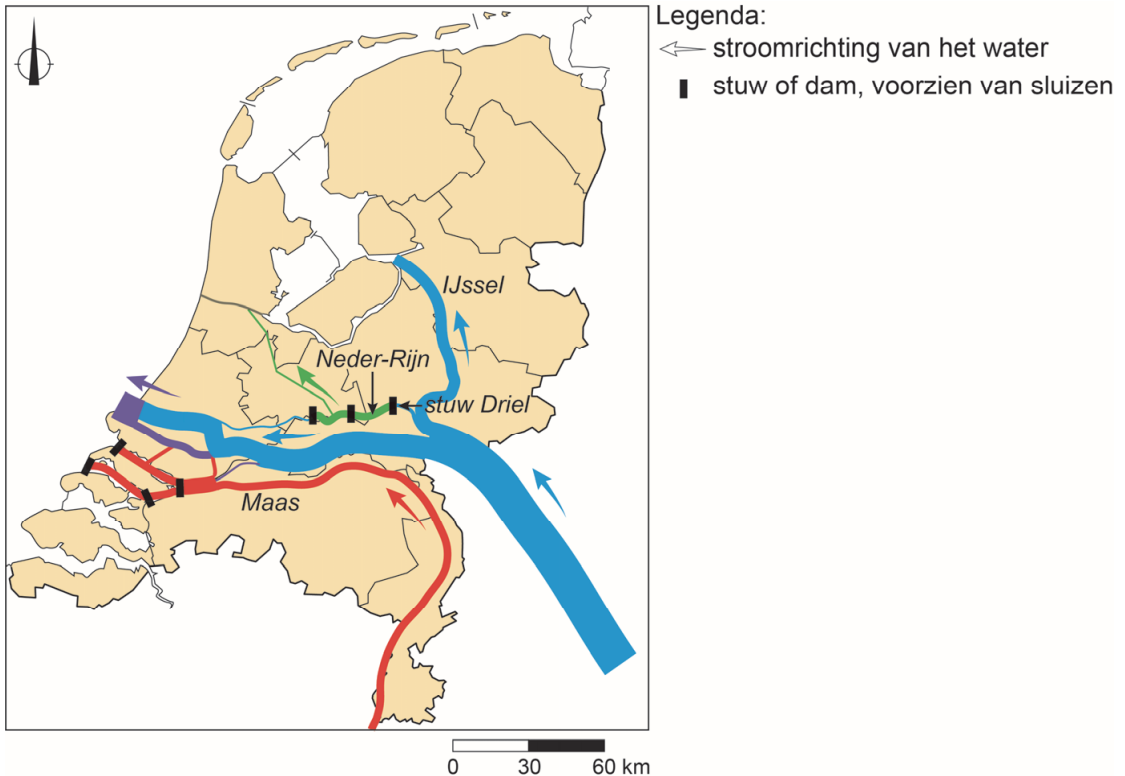 Legenda:
stroomrichting van het water
stuw of dam, voorzien van sluizen
IJssel
Neder-Rijn
stuw Driel
Maas
0 30 60 km